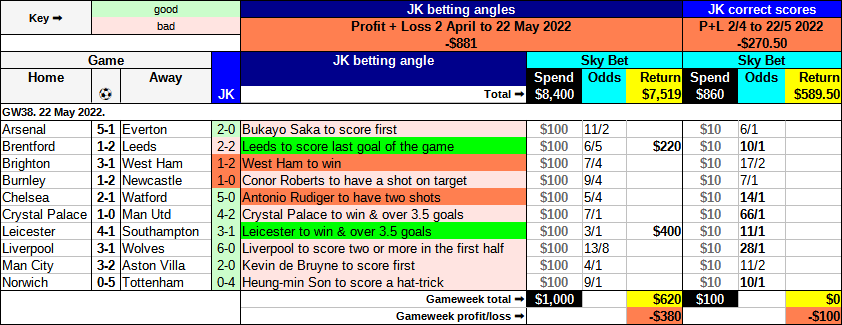 Key ➡ good JK betting angles JK correct scores
bad Profit + Loss 2 April to 22 May 2022 P+L 2/4 to 22/5 2022
-$881 -$270.50
Game JK betting angle Sky Bet Sky Bet
Home Away Spend Odds Return Spend Odds Return
JK Total ➡ $8,400 $7,519 $860 $589.50
GW38. 22 May 2022.
Arsenal 5-1 Everton 2-0 Bukayo Saka to score first $100 11/2 $10 6/1
Brentford 1-2 Leeds 2-2 Leeds to score last goal of the game $100 6/5 $220 $10 10/1
Brighton 3-1 West Ham 1-2 West Ham to win $100 7/4 $10 17/2
Burnley 1-2 Newcastle 1-0 Conor Roberts to have a shot on target $100 9/4 $10 7/1
Chelsea 2-1 Watford 5-0 Antonio Rudiger to have two shots $100 5/4 $10 14/1
Crystal Palace 1-0 Man Utd 4-2 Crystal Palace to win & over 3.5 goals $100 7/1 $10 66/1
Leicester 4-1 Southampton 3-1 Leicester to win & over 3.5 goals $100 3/1 $400 $10 11/1
Liverpool 3-1 Wolves 6-0 Liverpool to score two or more in the first half $100 13/8 $10 28/1
Man City 3-2 Aston Villa 2-0 Kevin de Bruyne to score first $100 4/1 $10 11/2
Norwich 0-5 Tottenham 0-4 Heung-min Son to score a hat-trick $100 9/1 $10 10/1
Gameweek total ➡ $1,000 $620 $100 $0
Gameweek profit/loss ➡ -$380 -$100